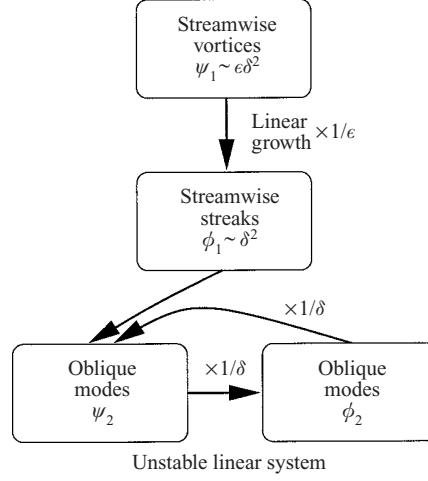 Streamwise
vortices
ψ₁ ~ ϵδ²
Linear
growth ×1/ϵ
Streamwise
streaks
ϕ₁ ~ δ²
×1/δ
Oblique
modes
ψ₂
×1/δ
Oblique
modes
ϕ₂
Unstable linear system